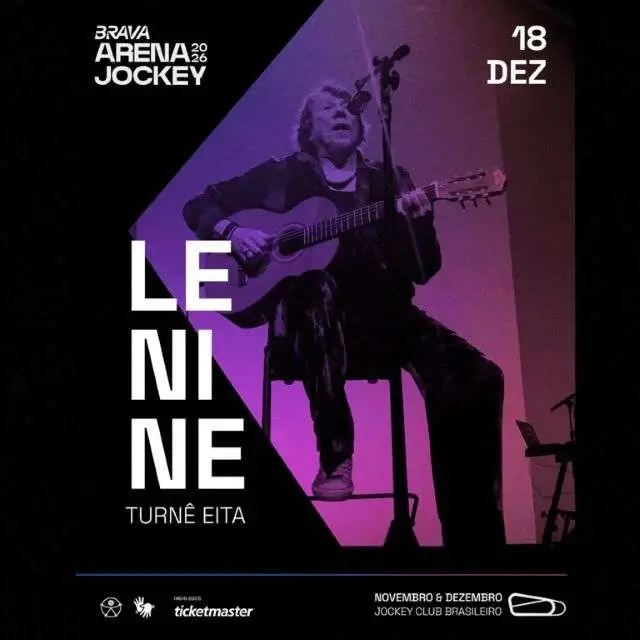 BRAVA
ARENA 2026
JOCKEY
18
DEZ
LE
NI
NE
TURNÊ EITA
ticketmaster
NOVEMBRO & DEZEMBRO
JOCKEY CLUB BRASILEIRO